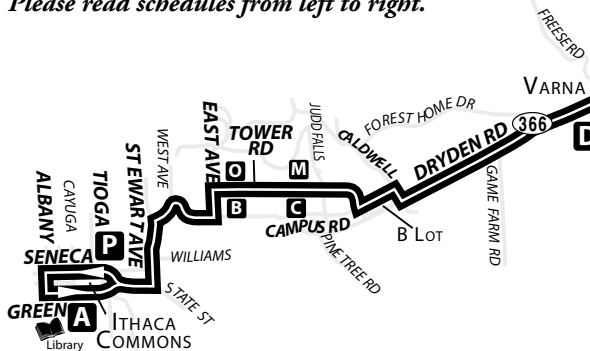 Please read schedules from left to right.
FREESE RD
VARNA
366
D
FOREST HOME DR
JUDD FALLS
CALDWELL
DRYDEN RD
GAME FARM RD
EAST AVE
TOWER
RD
O
M
B
C
CAMPUS RD
B LOT
PINE TREE RD
WEST AVE
STEWART AVE
TIOGA
CAYUGA
ALBANY
P
SENECA
WILLIAMS
STATE ST
GREEN
A
ITHACA
COMMONS
Library